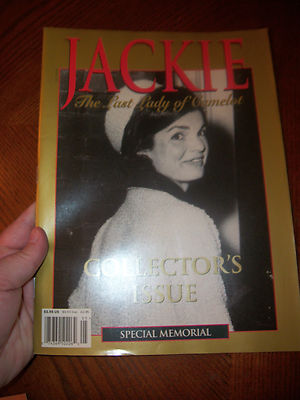 JACKIE
The Last Lady of Camelot
COLLECTOR'S
ISSUE
SPECIAL MEMORIAL